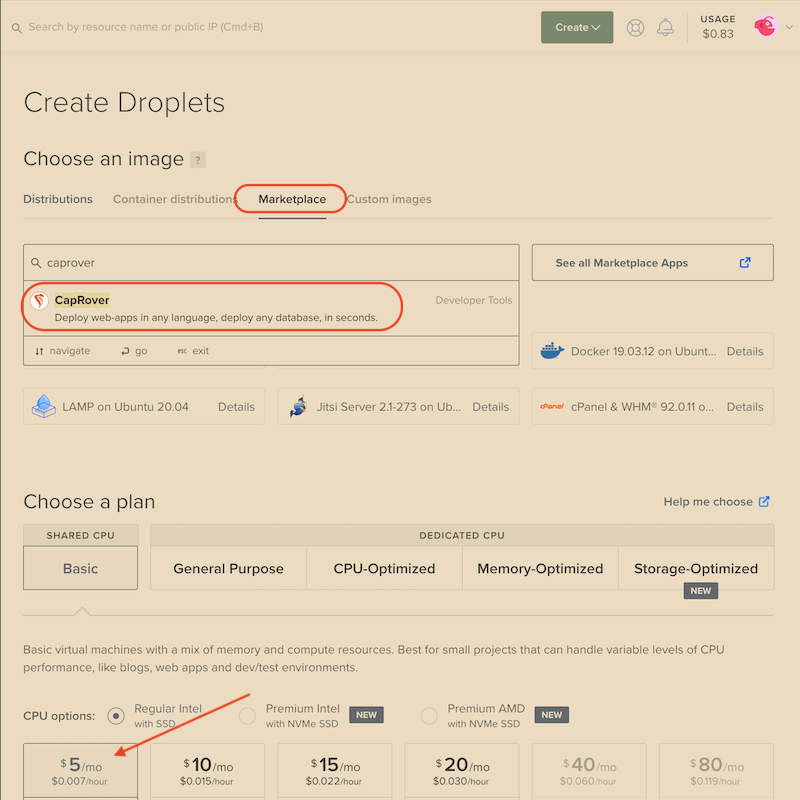 Search by resource name or public IP (Cmd+B)
Create
USAGE
$0.83
Create Droplets
Choose an image ?
Distributions Container distributions Marketplace Custom images
caprover
See all Marketplace Apps
CapRover
Developer Tools
Deploy web-apps in any language, deploy any database, in seconds.
navigate go esc exit
Docker 19.03.12 on Ubunt... Details
LAMP on Ubuntu 20.04 Details
Jitsi Server 2.1-273 on Ub... Details
cPanel cPanel & WHM® 92.0.11 o... Details
Choose a plan
Help me choose
SHARED CPU
DEDICATED CPU
Basic
General Purpose
CPU-Optimized
Memory-Optimized
Storage-Optimized
NEW
Basic virtual machines with a mix of memory and compute resources. Best for small projects that can handle variable levels of CPU
performance, like blogs, web apps and dev/test environments.
CPU options:
Regular Intel
with SSD
Premium Intel
with NVMe SSD
NEW
Premium AMD
with NVMe SSD
NEW
$5/mo
$0.007/hour
$10/mo
$0.015/hour
$15/mo
$0.022/hour
$20/mo
$0.030/hour
$40/mo
$0.060/hour
$80/mo
$0.119/hour